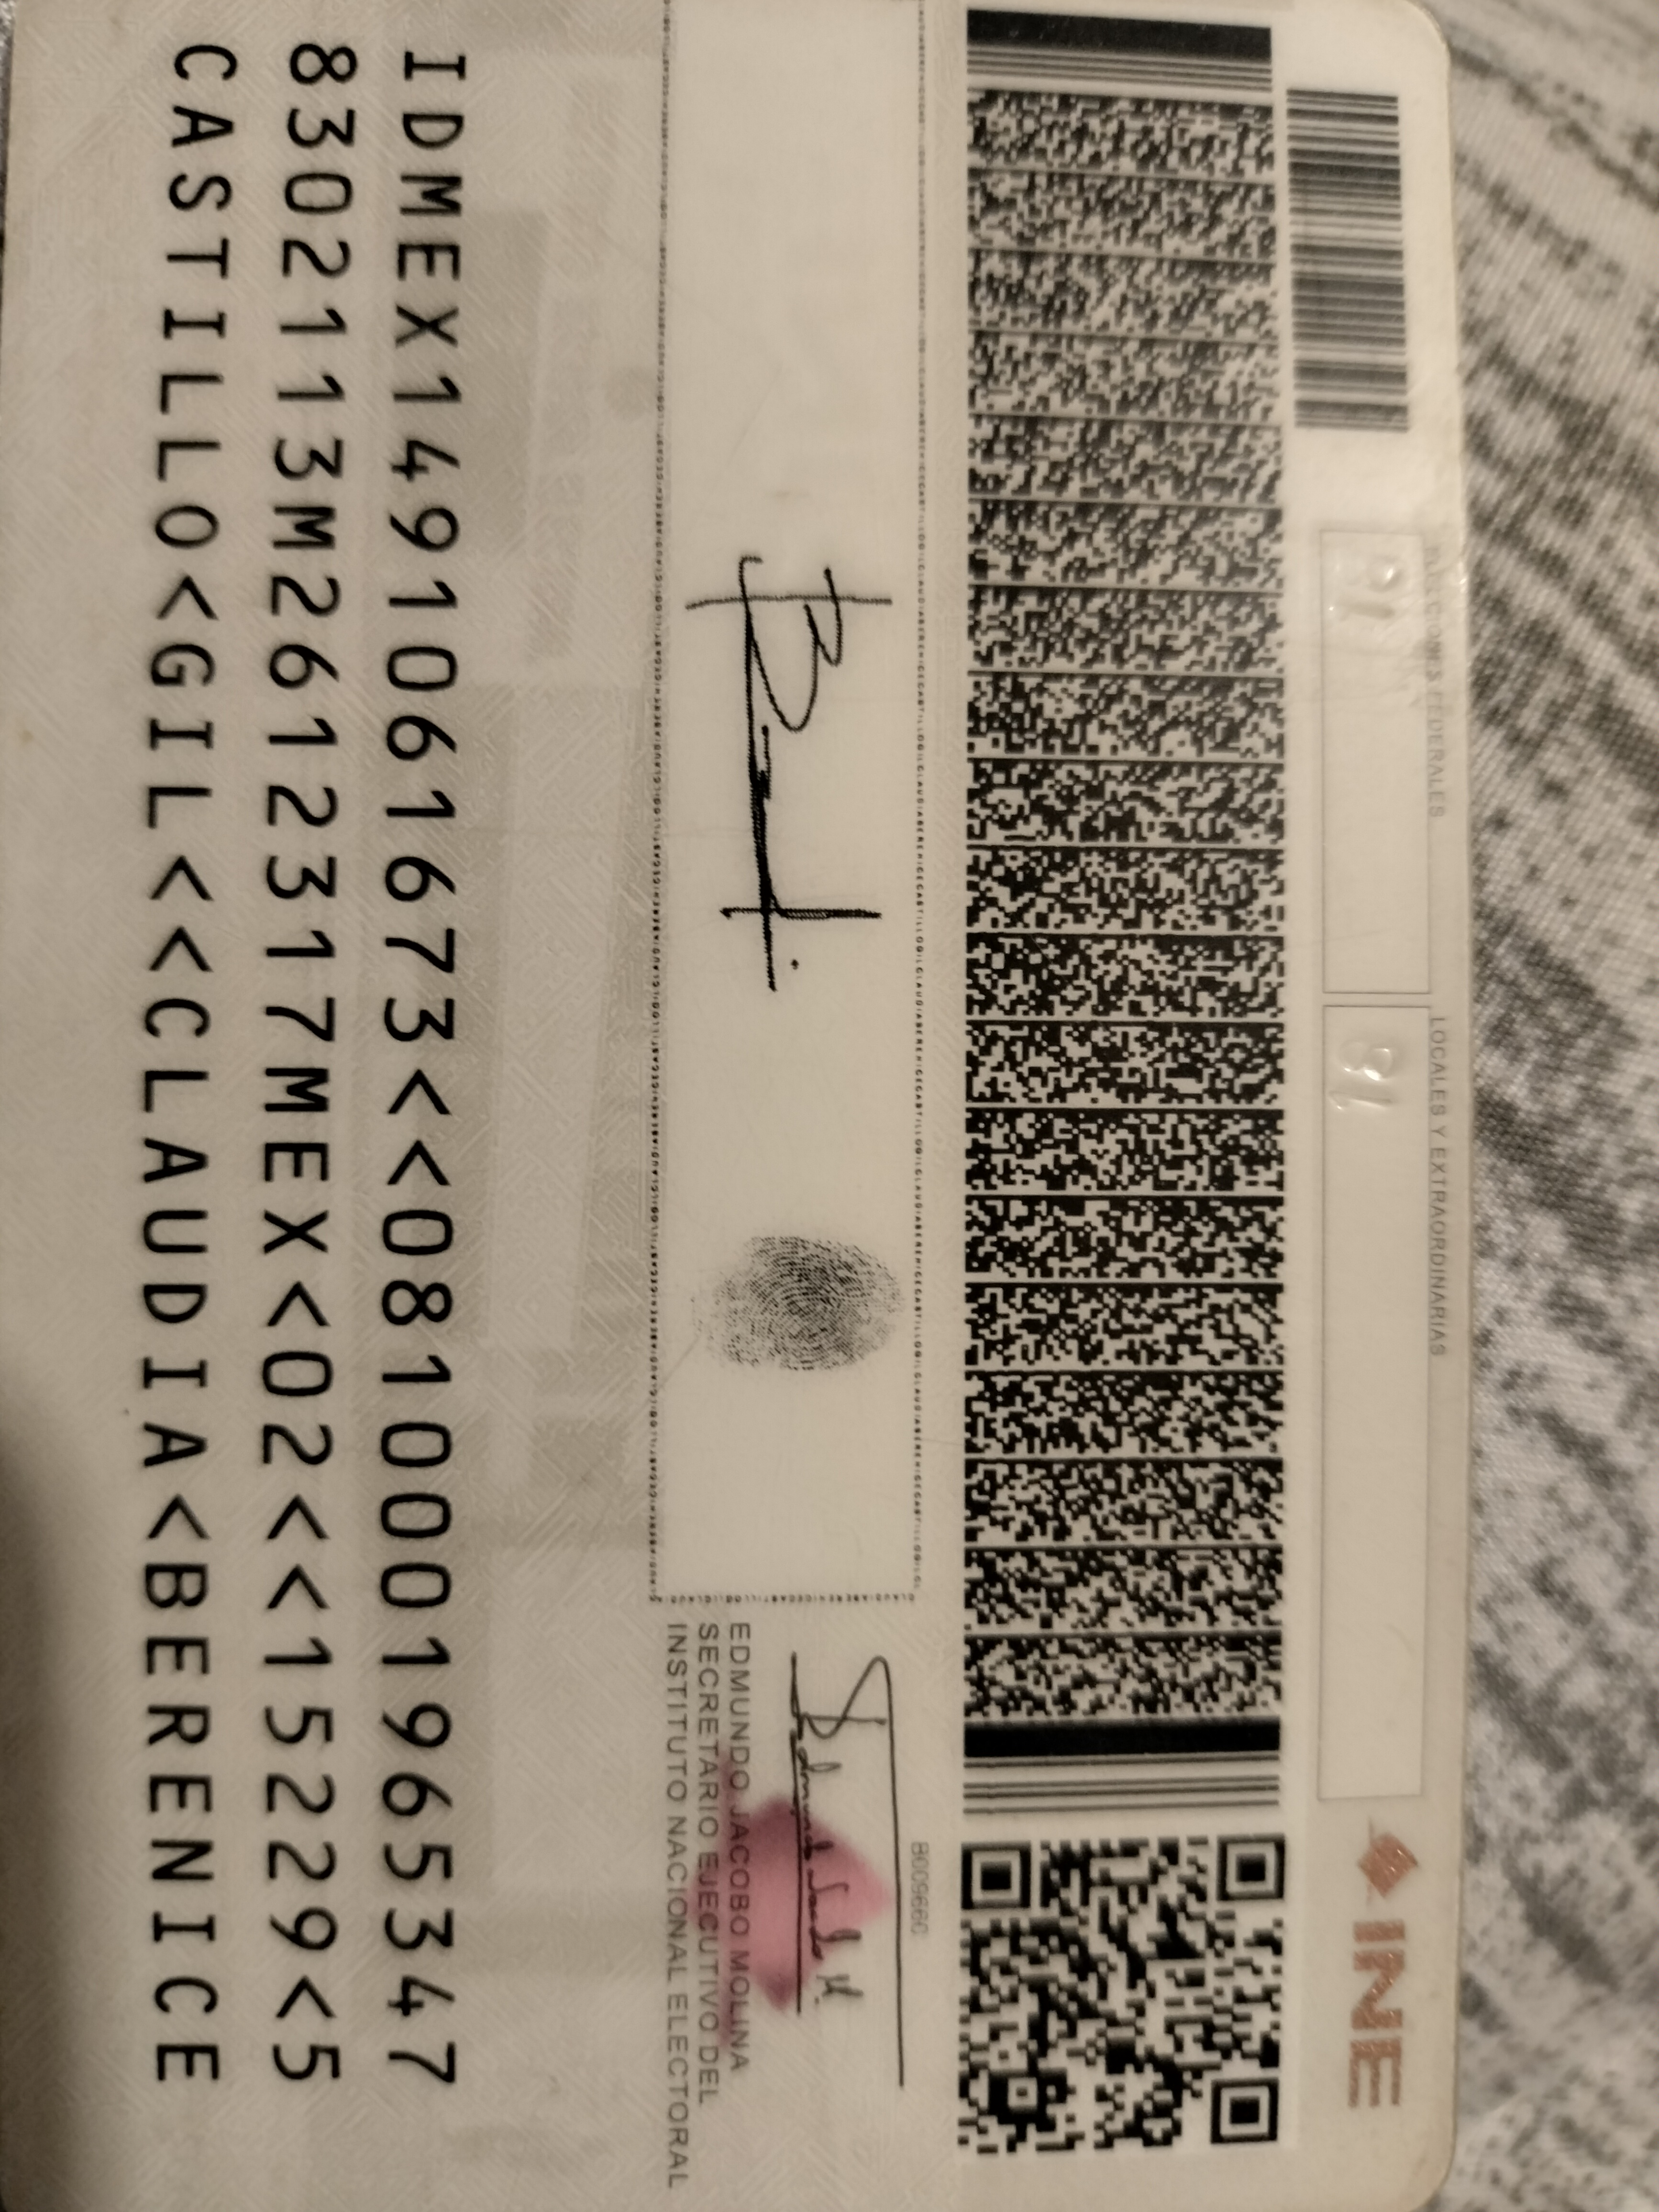 ELECCIONES FEDERALES
LOCALES Y EXTRAORDINARIAS
INE
EDMUNDO JACOBO MOLINA
SECRETARIO EJECUTIVO DEL
INSTITUTO NACIONAL ELECTORAL
IDMEX1491061673<<0810001965347
8302113M2612317MEX<02<<15229<5
CASTILLO<GIL<<CLAUDIA<BERENICE